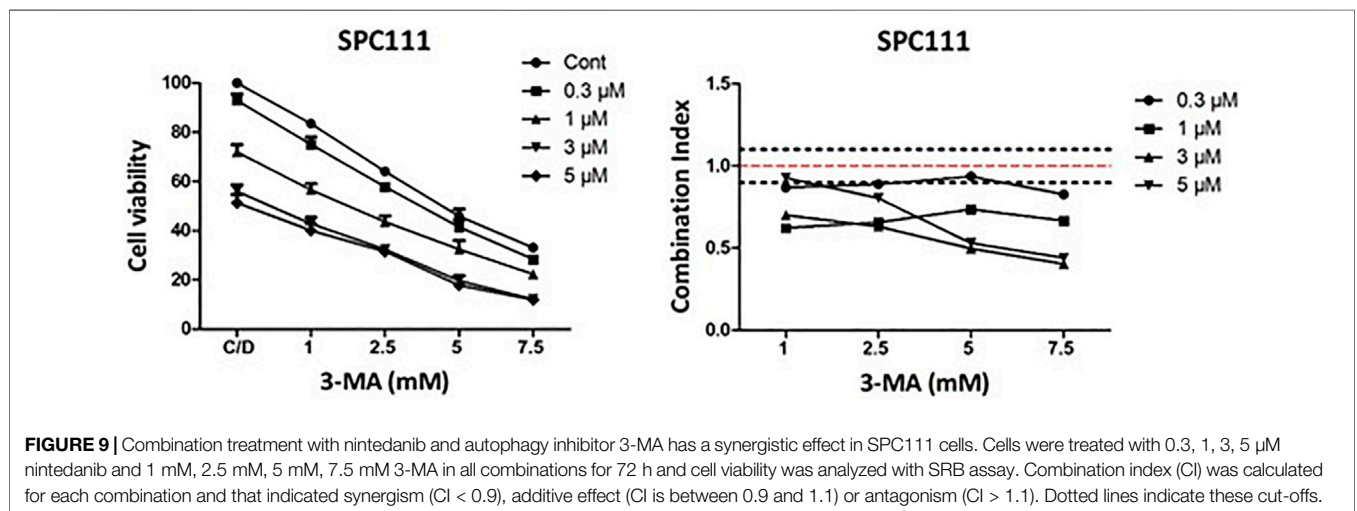 SPC111
Cont
0.3 µM
1 µM
3 µM
5 µM
100
80
60
40
20
0
Cell viability
C/D 1 2.5 5 7.5
3-MA (mM)
SPC111
0.3 µM
1 µM
3 µM
5 µM
1.5
1.0
0.5
0.0
Combination Index
1 2.5 5 7.5
3-MA (mM)
FIGURE 9 | Combination treatment with nintedanib and autophagy inhibitor 3-MA has a synergistic effect in SPC111 cells. Cells were treated with 0.3, 1, 3, 5 µM
nintedanib and 1 mM, 2.5 mM, 5 mM, 7.5 mM 3-MA in all combinations for 72 h and cell viability was analyzed with SRB assay. Combination index (CI) was calculated
for each combination and that indicated synergism (CI < 0.9), additive effect (CI is between 0.9 and 1.1) or antagonism (CI > 1.1). Dotted lines indicate these cut-offs.